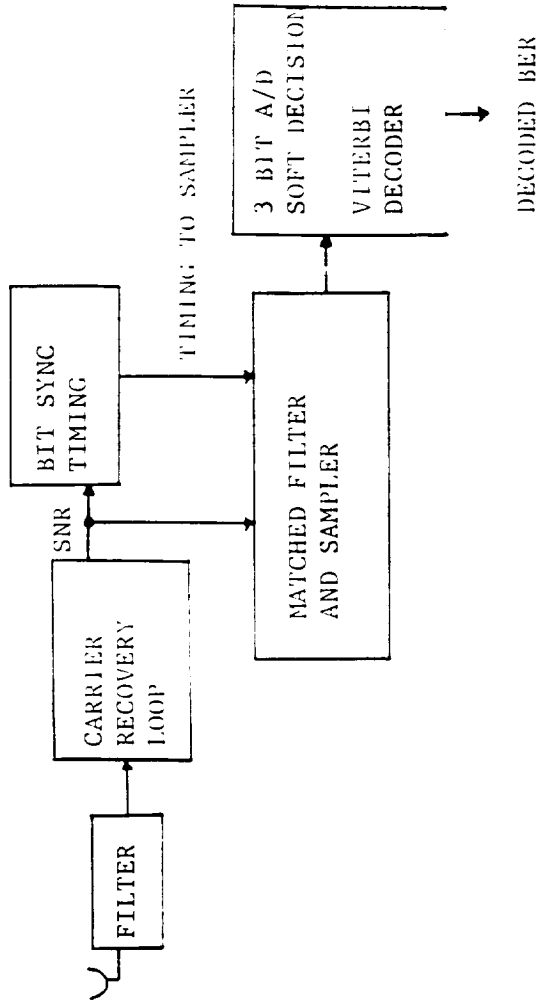 FILTER
CARRIER
RECOVERY
LOOP
SNR
BIT SYNC
TIMING
TIMING TO SAMPLER
MATCHED FILTER
AND SAMPLER
3 BIT A/D
SOFT DECISION
VITERBI
DECODER
DECODED BER